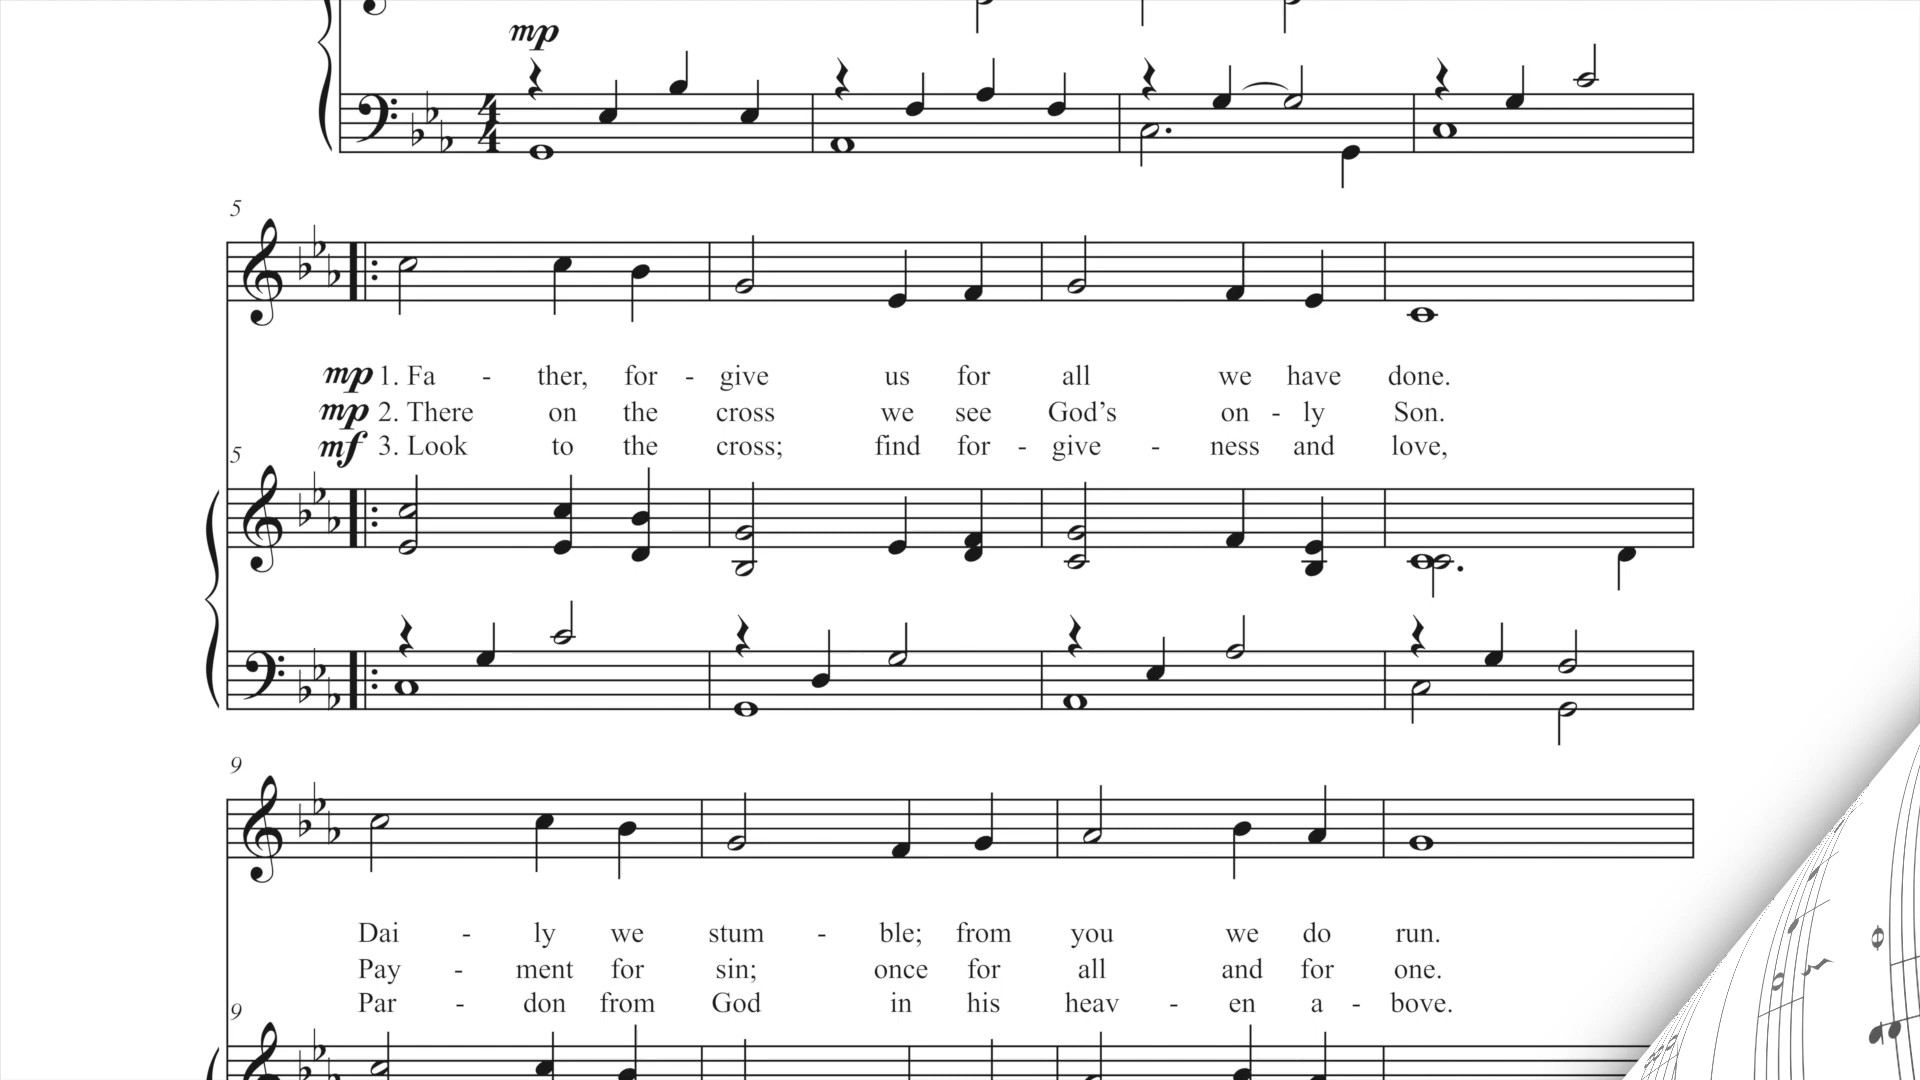 mp
4
4
5
mp 1. Fa - ther, for - give us for all we have done.
mp 2. There on the cross we see God's on - ly Son.
mf 3. Look to the cross; find for - give - ness and love,
5
9
Dai - ly we stum - ble; from you we do run.
Pay - ment for sin; once for all and for one.
Par - don from God in his heav - en a - bove.
9